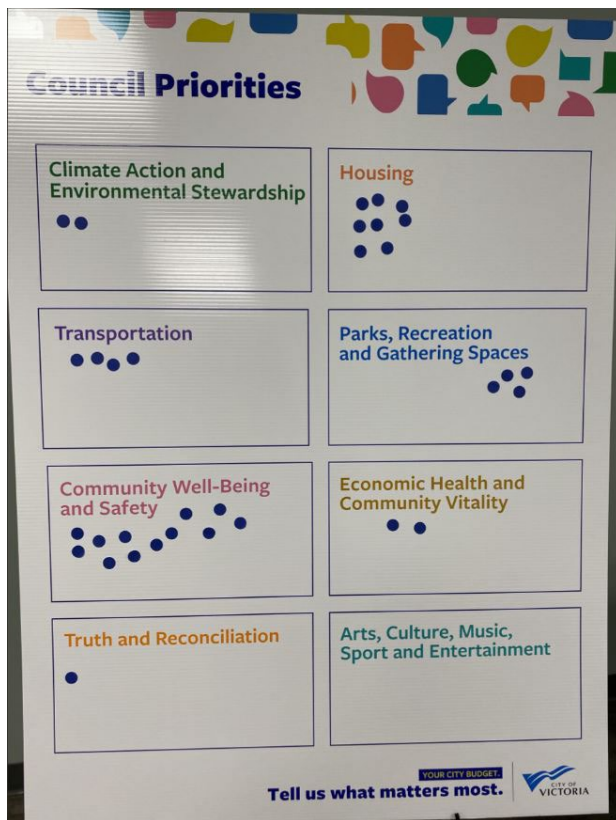 Council Priorities
Climate Action and
Environmental Stewardship
Housing
Transportation
Parks, Recreation
and Gathering Spaces
Community Well-Being
and Safety
Economic Health and
Community Vitality
Truth and Reconciliation
Arts, Culture, Music,
Sport and Entertainment
YOUR CITY BUDGET.
Tell us what matters most.
CITY OF
VICTORIA